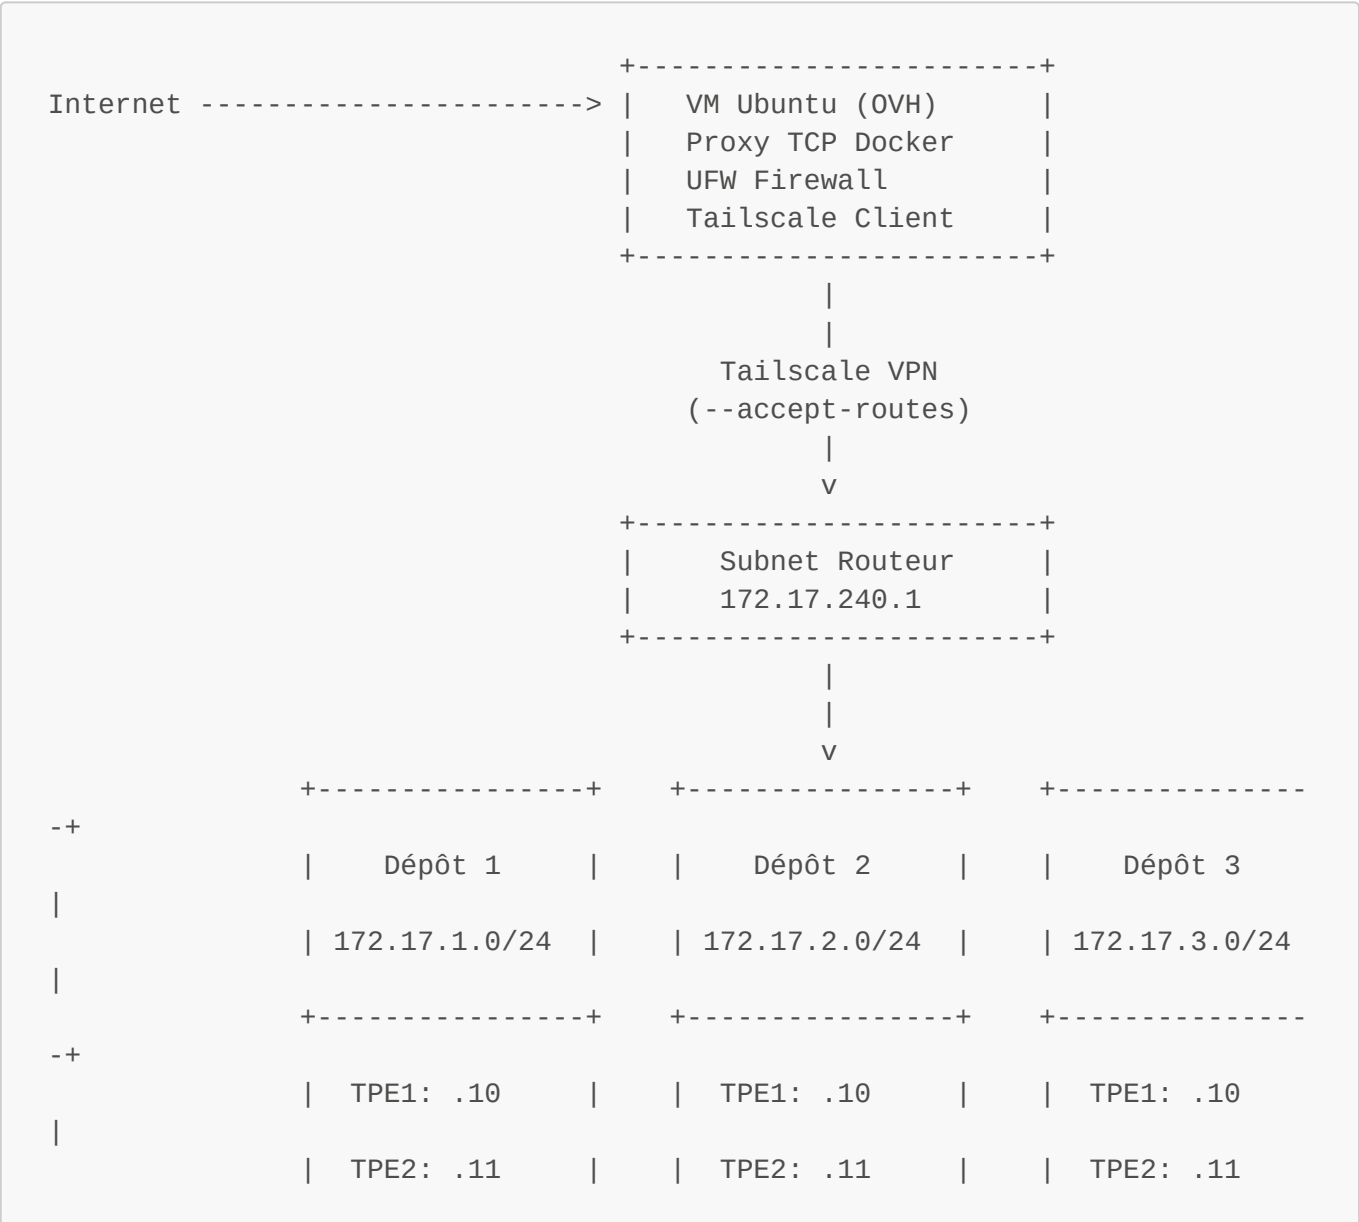 +------------------------+
Internet -----------------------> |   VM Ubuntu (OVH)      |
                                  |   Proxy TCP Docker     |
                                  |   UFW Firewall         |
                                  |   Tailscale Client     |
                                  +------------------------+
                                              |
                                              |
                                        Tailscale VPN
                                      (--accept-routes)
                                              |
                                              v
                                  +------------------------+
                                  |     Subnet Routeur     |
                                  |     172.17.240.1       |
                                  +------------------------+
                                              |
                                              |
                                              v
               +----------------+    +----------------+    +---------------
-+
               |    Dépôt 1     |    |    Dépôt 2     |    |    Dépôt 3
|
               | 172.17.1.0/24  |    | 172.17.2.0/24  |    | 172.17.3.0/24
|
               +----------------+    +----------------+    +---------------
-+
               |  TPE1: .10     |    |  TPE1: .10     |    |  TPE1: .10
|
               |  TPE2: .11     |    |  TPE2: .11     |    |  TPE2: .11